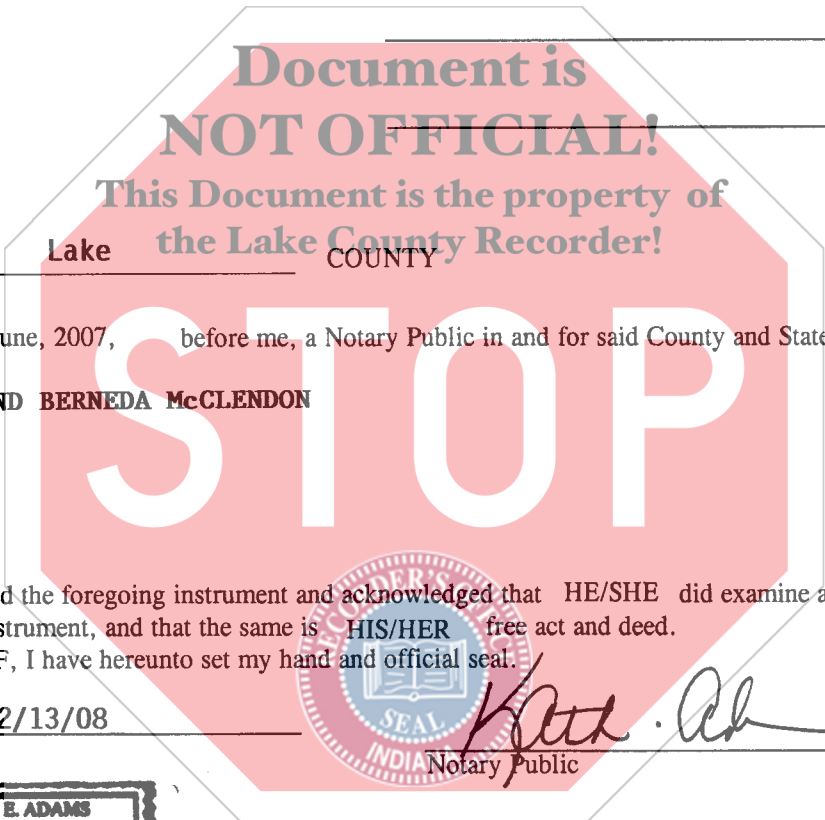 Document is
NOT OFFICIAL!
This Document is the property of
the Lake County Recorder!
Lake COUNTY
une, 2007, before me, a Notary Public in and for said County and State
ND BERNEDA McCLENDON
STOP
d the foregoing instrument and acknowledged that HE/SHE did examine a
strument, and that the same is HIS/HER free act and deed.
F, I have hereunto set my hand and official seal.
RECORDER'S OFFICE
SEAL
INDIANA
2/13/08
Notary Public
E. ADAMS